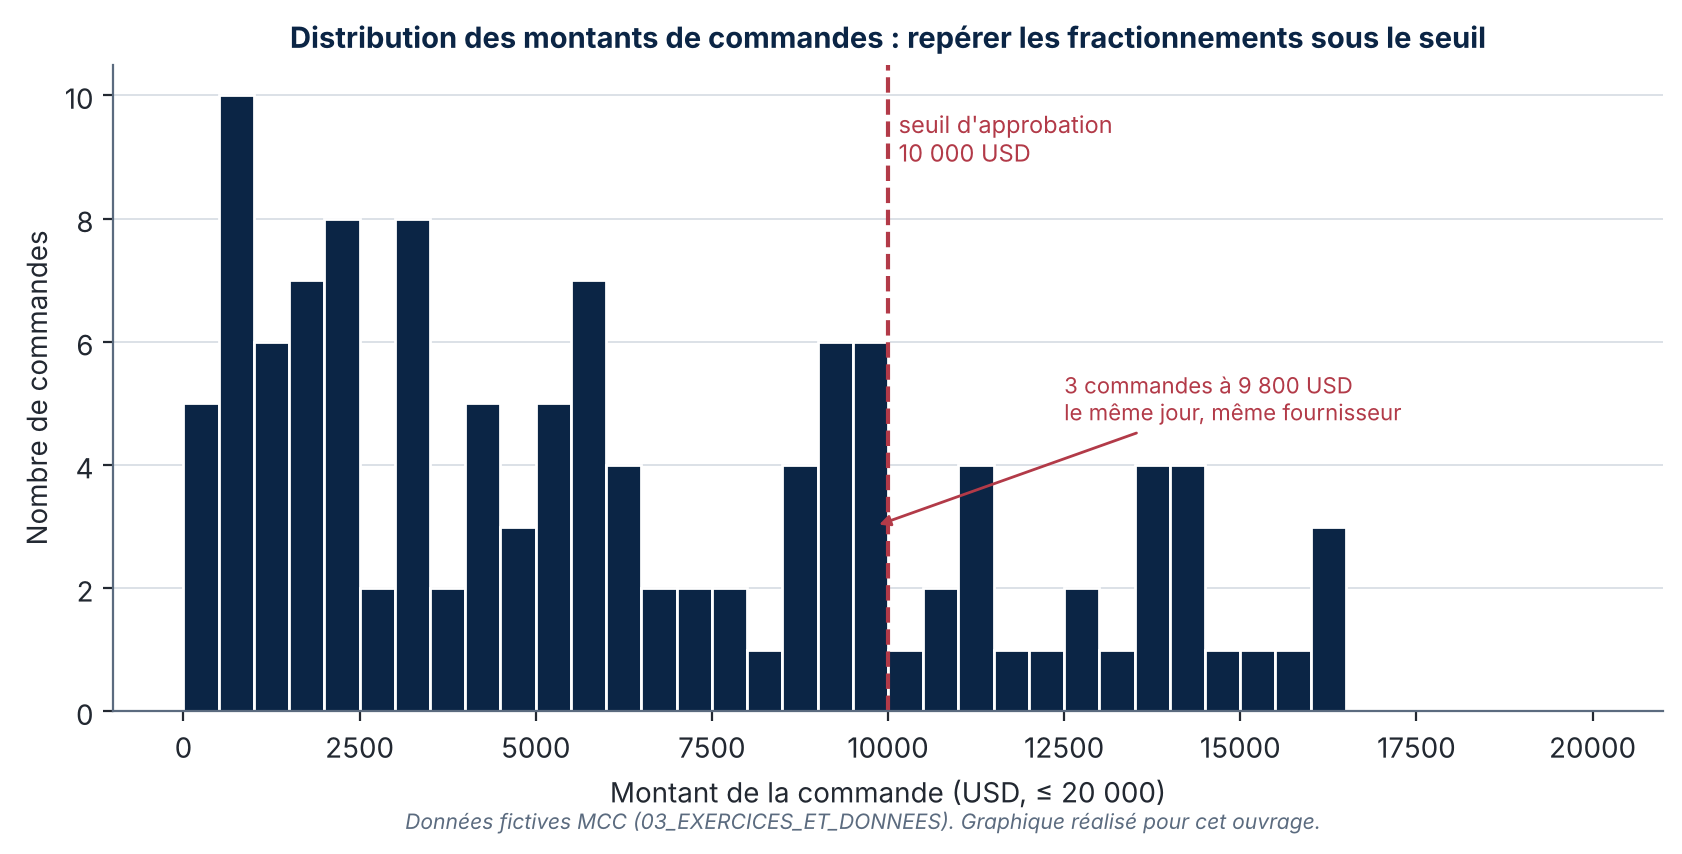 Distribution des montants de commandes : repérer les fractionnements sous le seuil
Nombre de commandes
10
8
6
4
2
0
seuil d'approbation
10 000 USD
3 commandes à 9 800 USD
le même jour, même fournisseur
0 2500 5000 7500 10000 12500 15000 17500 20000
Montant de la commande (USD, ≤ 20 000)
Données fictives MCC (03_EXERCICES_ET_DONNEES). Graphique réalisé pour cet ouvrage.